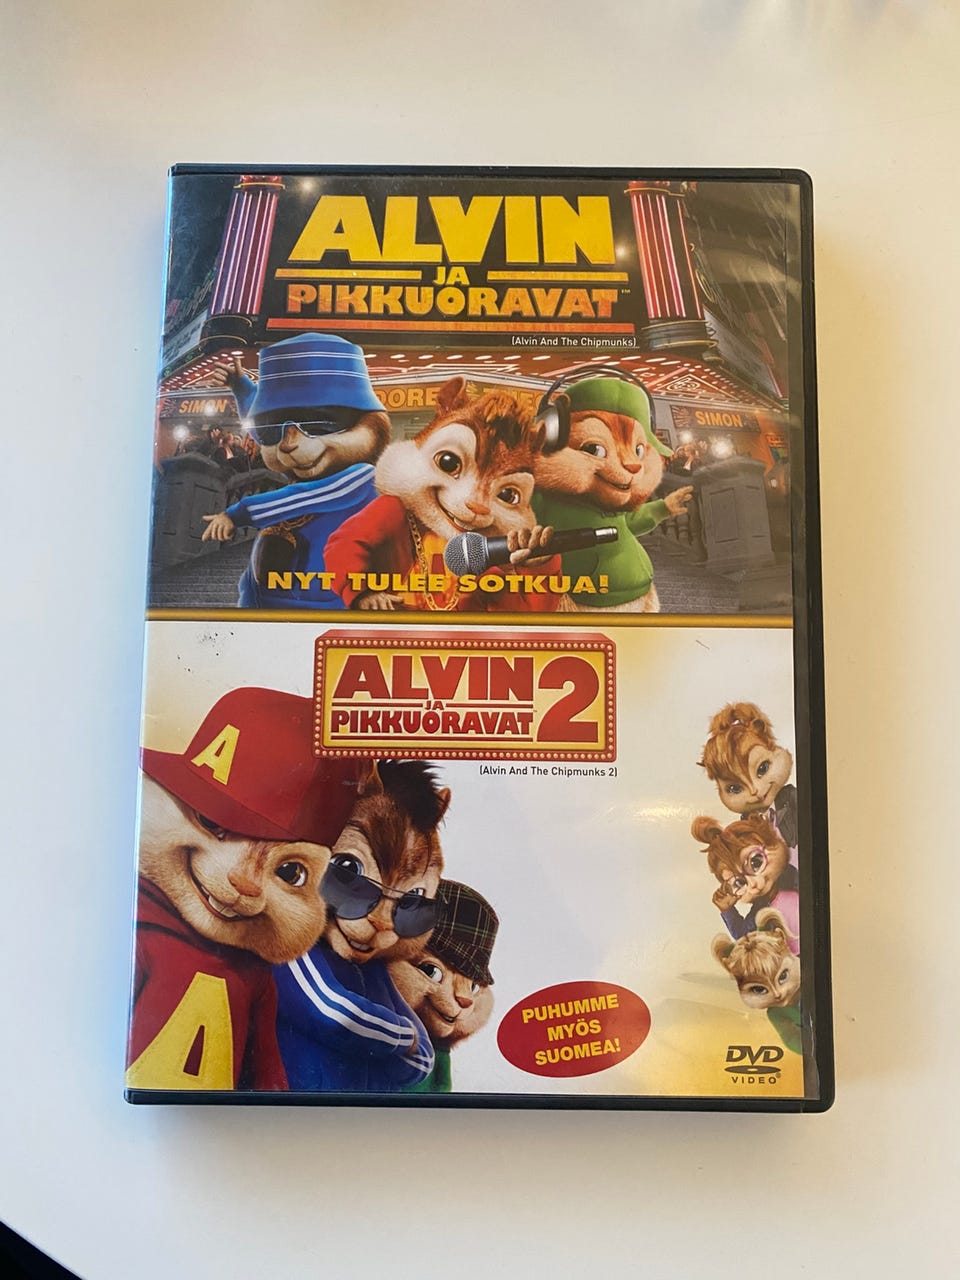 ALVIN
JA
PIKKUORAVAT
(Alvin And The Chipmunks)
SIMON
SIMON
NYT TULEE SOTKUA!
ALVIN
JA
PIKKUORAVAT 2
(Alvin And The Chipmunks 2)
A
A
PUHUMME
MYÖS
SUOMEA!
DVD
VIDEO